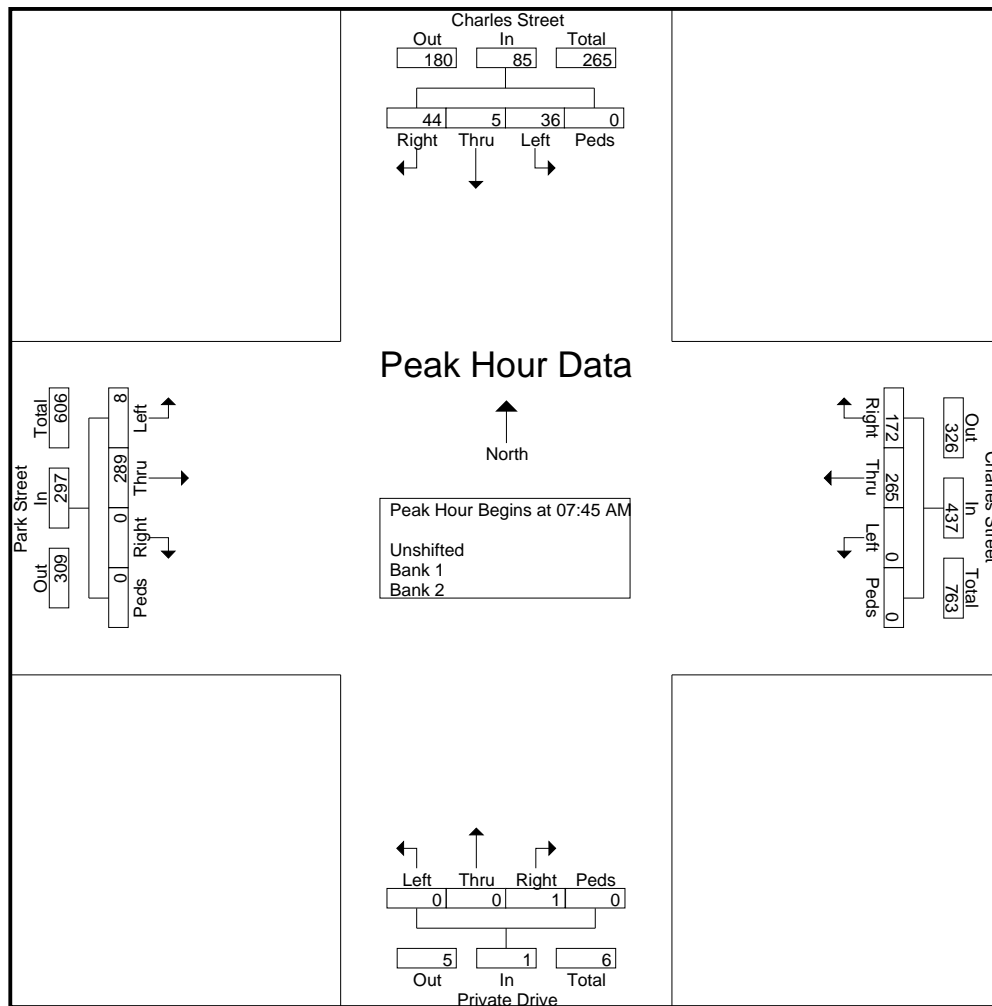 Charles Street
Out In Total
180 85 265
44 5 36 0
Right Thru Left Peds
Peak Hour Data
North
Peak Hour Begins at 07:45 AM
Unshifted
Bank 1
Bank 2
Park Street
Out In Total
309 297 606
0 0 289 8
Peds Right Thru Left
Charles Street
Out In Total
326 437 763
172 265 0 0
Right Thru Left Peds
Left Thru Right Peds
0 0 1 0
5 1 6
Out In Total
Private Drive